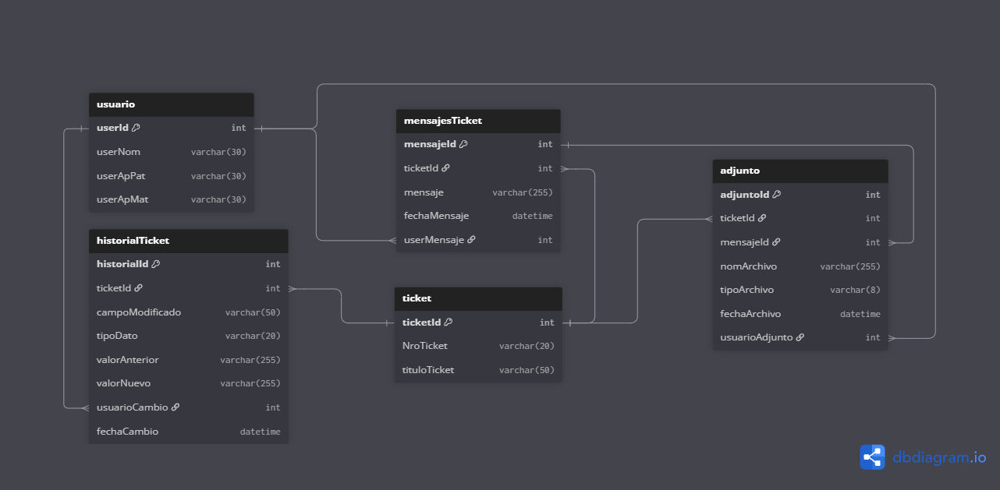 usuario
userId int
userNom varchar(30)
userApPat varchar(30)
userApMat varchar(30)
historialTicket
historialId int
ticketId int
campoModificado varchar(50)
tipoDato varchar(20)
valorAnterior varchar(255)
valorNuevo varchar(255)
usuarioCambio int
fechaCambio datetime
mensajesTicket
mensajeId int
ticketId int
mensaje varchar(255)
fechaMensaje datetime
userMensaje int
ticket
ticketId int
NroTicket varchar(20)
tituloTicket varchar(50)
adjunto
adjuntoId int
ticketId int
mensajeId int
nomArchivo varchar(255)
tipoArchivo varchar(8)
fechaArchivo datetime
usuarioAdjunto int
dbdiagram.io